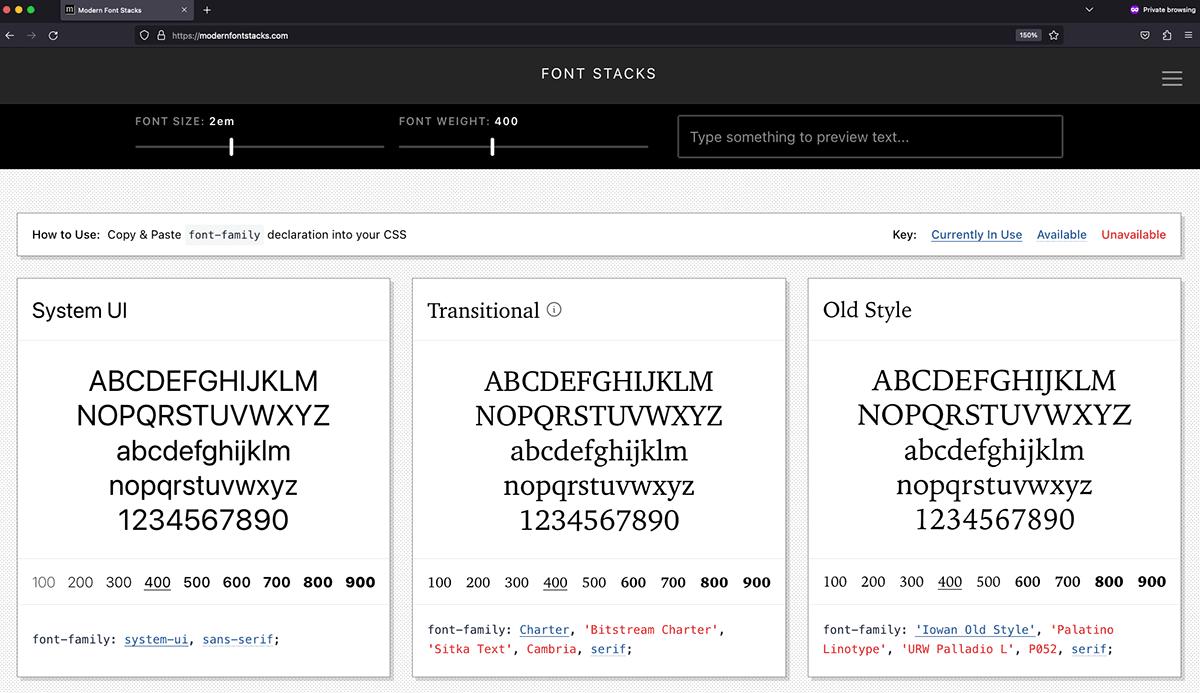 m Modern Font Stacks
Private browsing
https://modernfontstacks.com
150%
FONT STACKS
FONT SIZE: 2em
FONT WEIGHT: 400
Type something to preview text...
How to Use: Copy & Paste font-family declaration into your CSS
Key: Currently In Use Available Unavailable
System UI
ABCDEFGHIJKLM
NOPQRSTUVWXYZ
abcdefghijklm
nopqrstuvwxyz
1234567890
100 200 300 400 500 600 700 800 900
font-family: system-ui, sans-serif;
Transitional
ABCDEFGHIJKLM
NOPQRSTUVWXYZ
abcdefghijklm
nopqrstuvwxyz
1234567890
100 200 300 400 500 600 700 800 900
font-family: Charter, 'Bitstream Charter',
'Sitka Text', Cambria, serif;
Old Style
ABCDEFGHIJKLM
NOPQRSTUVWXYZ
abcdefghijklm
nopqrstuvwxyz
1234567890
100 200 300 400 500 600 700 800 900
font-family: 'Iowan Old Style', 'Palatino
Linotype', 'URW Palladio L', P052, serif;